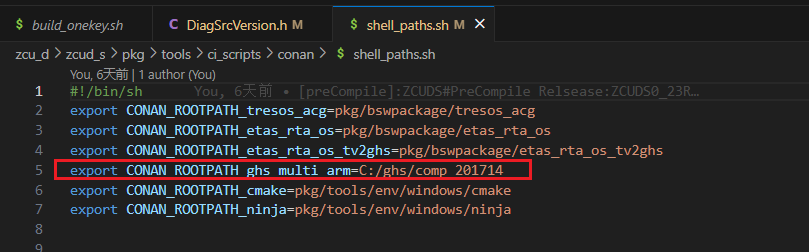 $ build_onekey.sh
C DiagSrcVersion.h M
$ shell_paths.sh M ×
zcu_d > zcud_s > pkg > tools > ci_scripts > conan > $ shell_paths.sh
You, 6天前 | 1 author (You)
1 #!/bin/sh You, 6天前 • [preCompile]:ZCUDS#PreCompile Relsease:ZCUDS0_23R…
2 export CONAN_ROOTPATH_tresos_acg=pkg/bswpackage/tresos_acg
3 export CONAN_ROOTPATH_etas_rta_os=pkg/bswpackage/etas_rta_os
4 export CONAN_ROOTPATH_etas_rta_os_tv2ghs=pkg/bswpackage/etas_rta_os_tv2ghs
5 export CONAN_ROOTPATH_ghs_multi_arm=C:/ghs/comp_201714
6 export CONAN_ROOTPATH_cmake=pkg/tools/env/windows/cmake
7 export CONAN_ROOTPATH_ninja=pkg/tools/env/windows/ninja
8
9